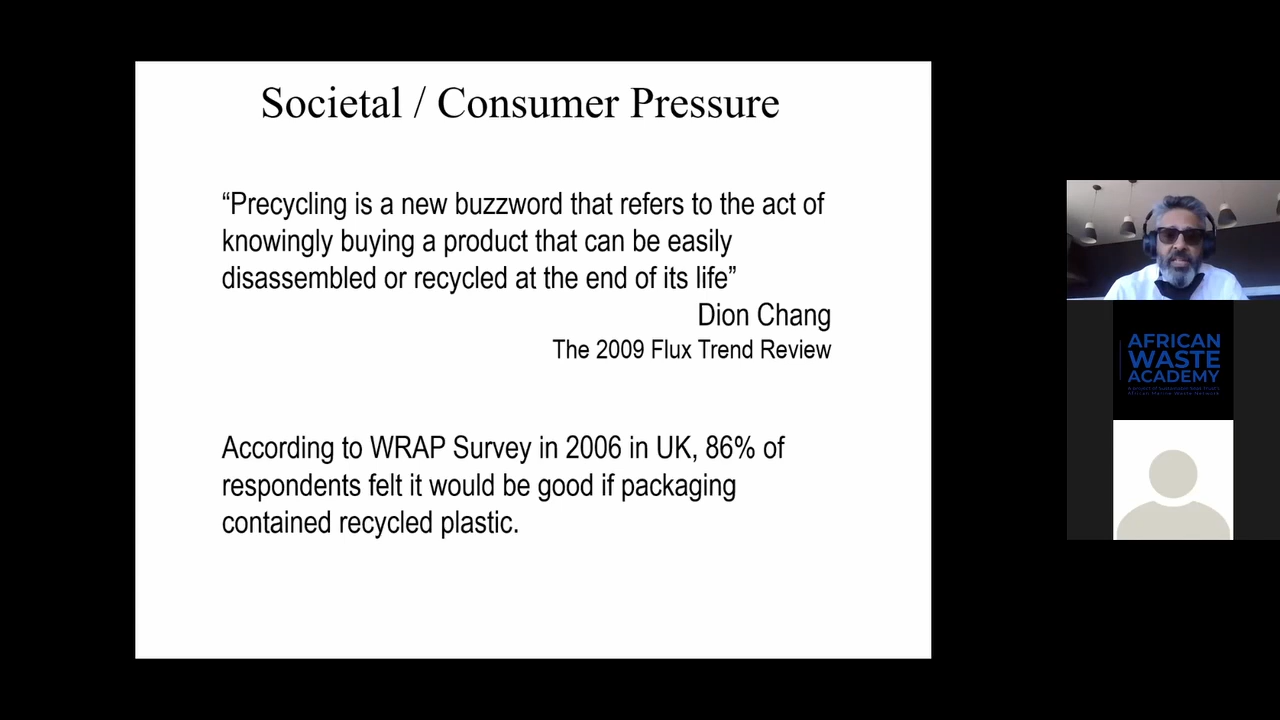 Societal / Consumer Pressure
“Precycling is a new buzzword that refers to the act of
knowingly buying a product that can be easily
disassembled or recycled at the end of its life”
Dion Chang
The 2009 Flux Trend Review
According to WRAP Survey in 2006 in UK, 86% of
respondents felt it would be good if packaging
contained recycled plastic.
AFRICAN
WASTE
ACADEMY